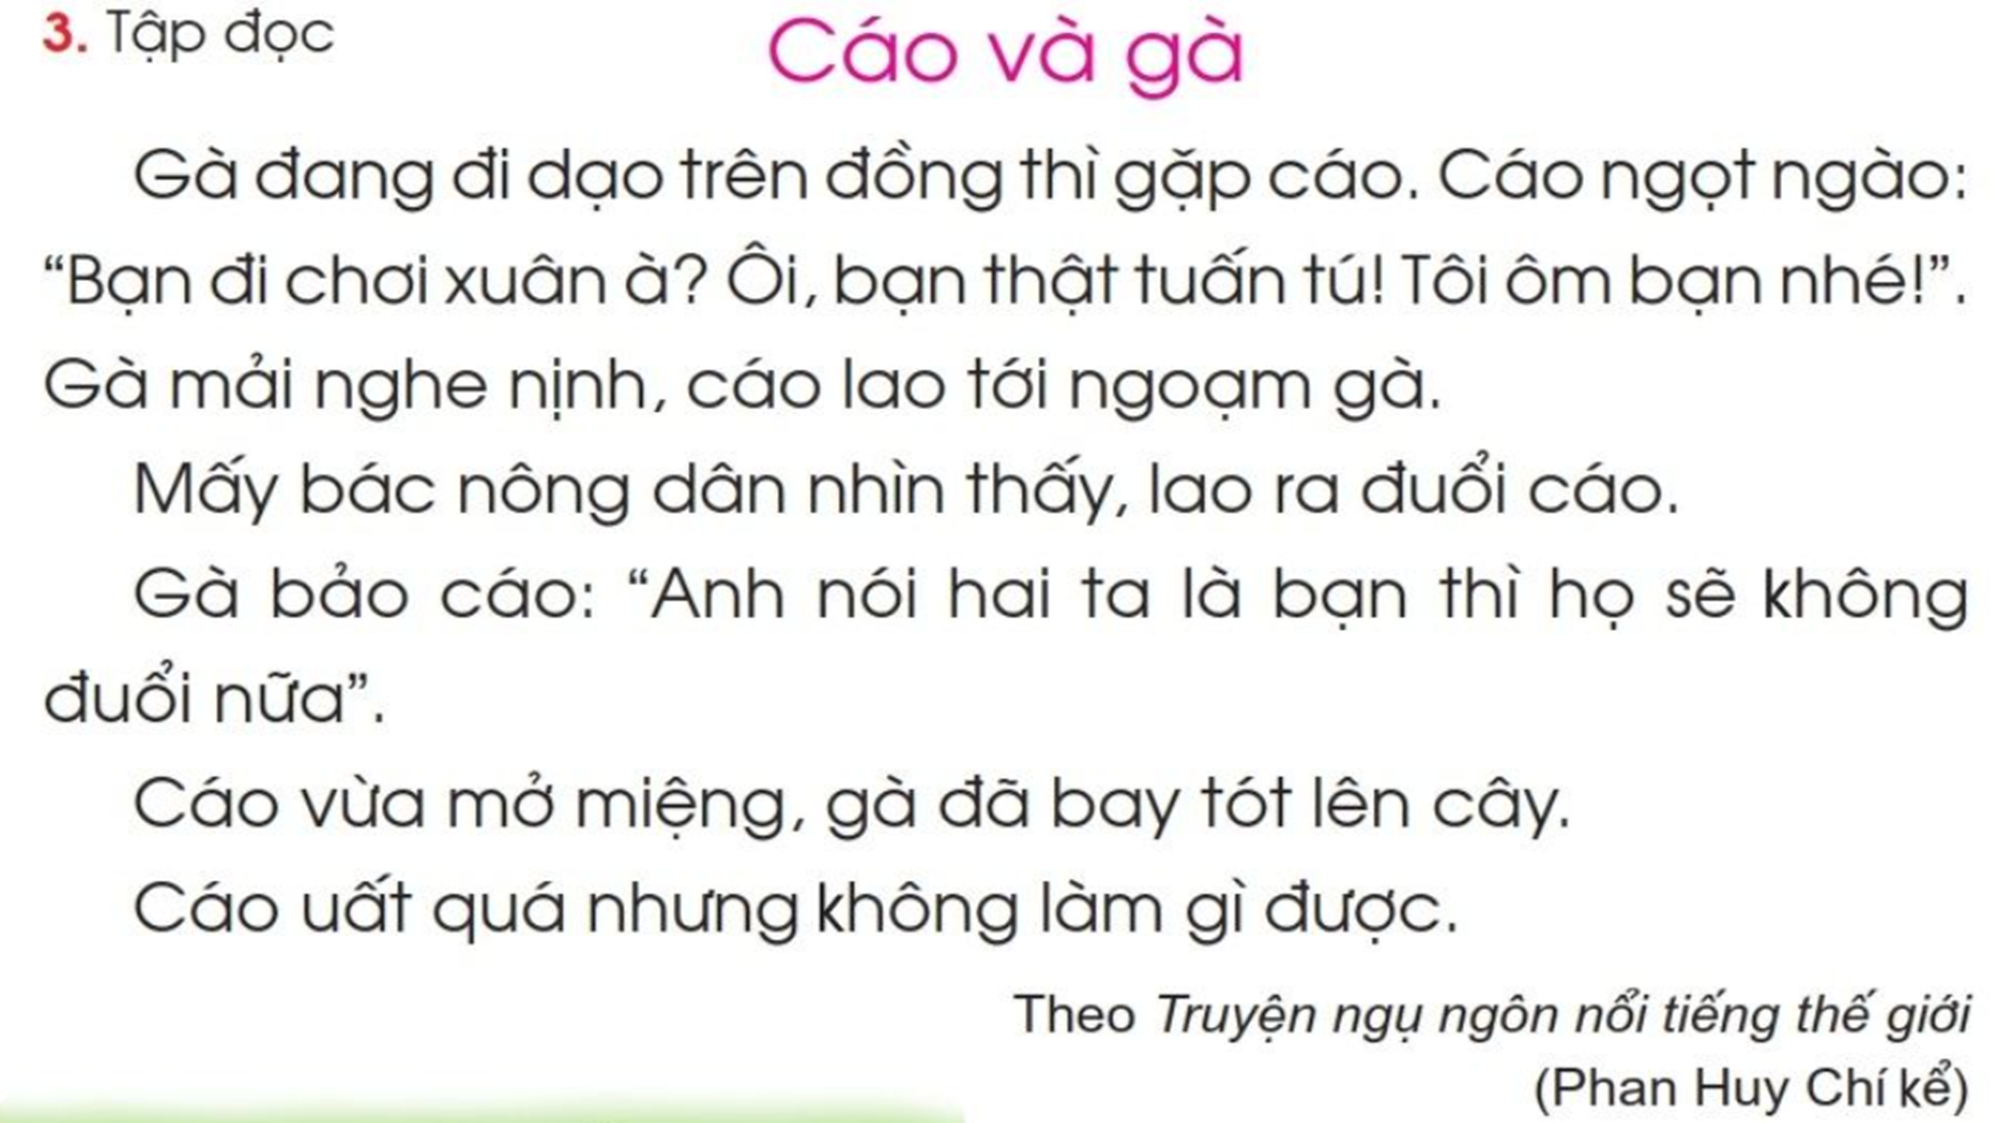 3. Tập đọc
Cáo và gà
Gà đang đi dạo trên đồng thì gặp cáo. Cáo ngọt ngào:
“Bạn đi chơi xuân à? Ôi, bạn thật tuấn tú! Tôi ôm bạn nhé!”.
Gà mải nghe nịnh, cáo lao tới ngoạm gà.
Mấy bác nông dân nhìn thấy, lao ra đuổi cáo.
Gà bảo cáo: “Anh nói hai ta là bạn thì họ sẽ không
đuổi nữa”.
Cáo vừa mở miệng, gà đã bay tót lên cây.
Cáo uất quá nhưng không làm gì được.
Theo Truyện ngụ ngôn nổi tiếng thế giới
(Phan Huy Chí kể)